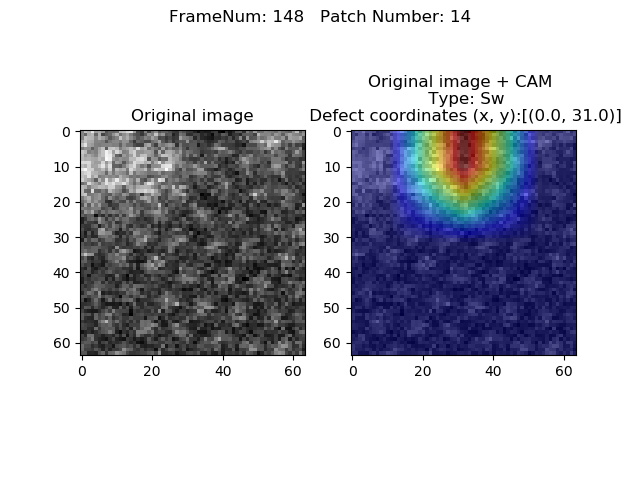 FrameNum: 148   Patch Number: 14
Original image
0
10
20
30
40
50
60
0 20 40 60
Original image + CAM
Type: Sw
Defect coordinates (x, y):[(0.0, 31.0)]
0
10
20
30
40
50
60
0 20 40 60